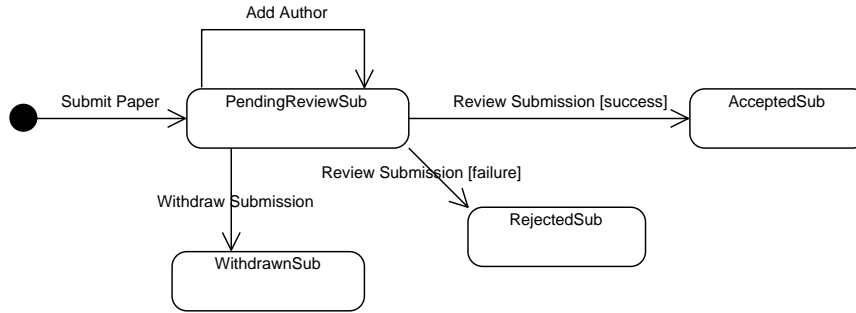 Add Author
Submit Paper
PendingReviewSub
Review Submission [success]
AcceptedSub
Review Submission [failure]
Withdraw Submission
RejectedSub
WithdrawnSub